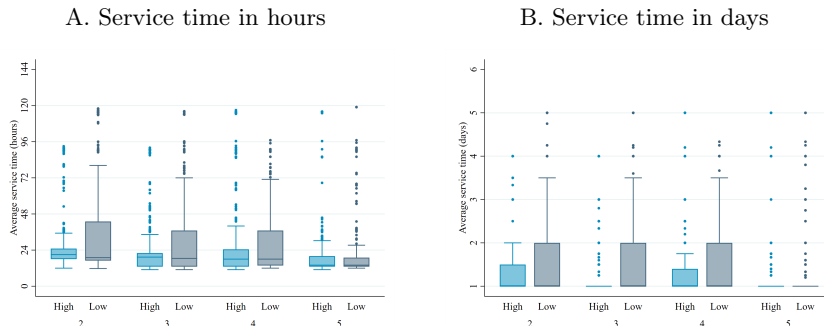 A. Service time in hours
Average service time (hours)
144
120
96
72
48
24
0
High Low High Low High Low High Low
2 3 4 5
B. Service time in days
Average service time (days)
6
5
4
3
2
1
High Low High Low High Low High Low
2 3 4 5